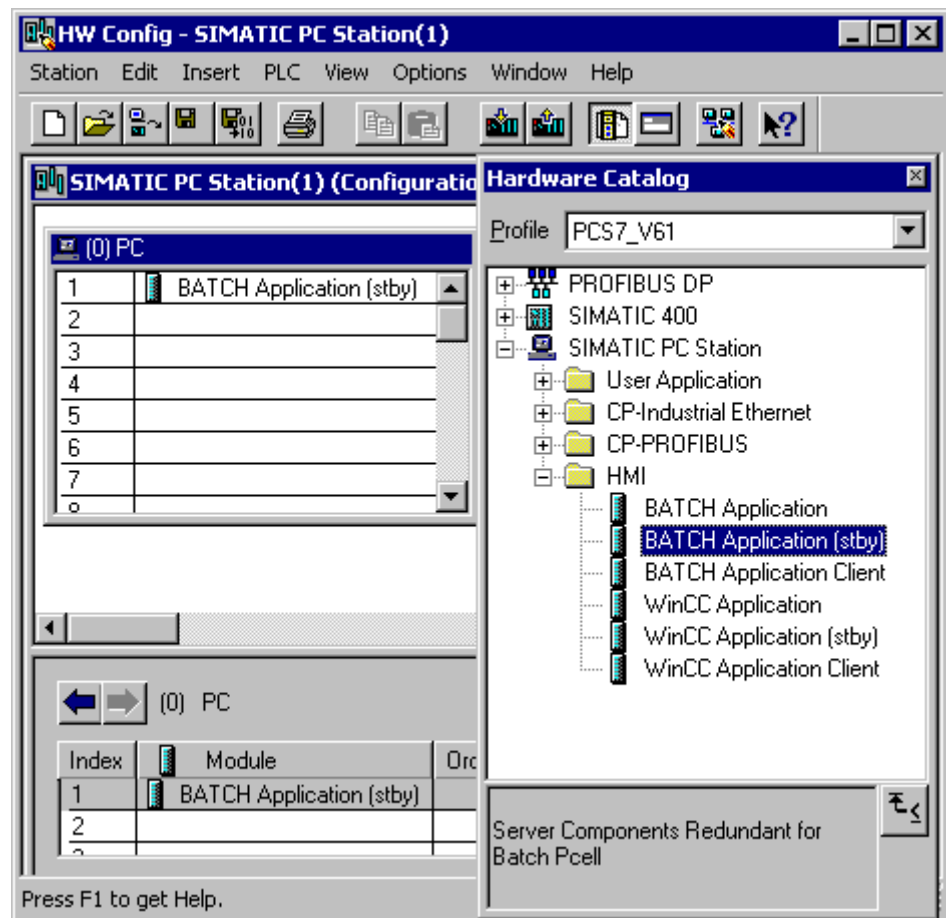 HW Config - SIMATIC PC Station(1)
Station Edit Insert PLC View Options Window Help
SIMATIC PC Station(1) (Configuratio
(0) PC
1 BATCH Application (stby)
2
3
4
5
6
7
8
Hardware Catalog
Profile PCS7_V61
PROFIBUS DP
SIMATIC 400
SIMATIC PC Station
User Application
CP-Industrial Ethernet
CP-PROFIBUS
HMI
BATCH Application
BATCH Application (stby)
BATCH Application Client
WinCC Application
WinCC Application (stby)
WinCC Application Client
(0) PC
Index Module Orc
1 BATCH Application (stby)
2
Server Components Redundant for
Batch Pcell
Press F1 to get Help.